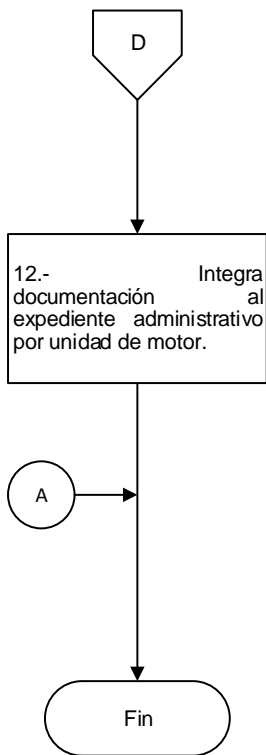 D
12.- Integra
documentación al
expediente administrativo
por unidad de motor.
A
Fin